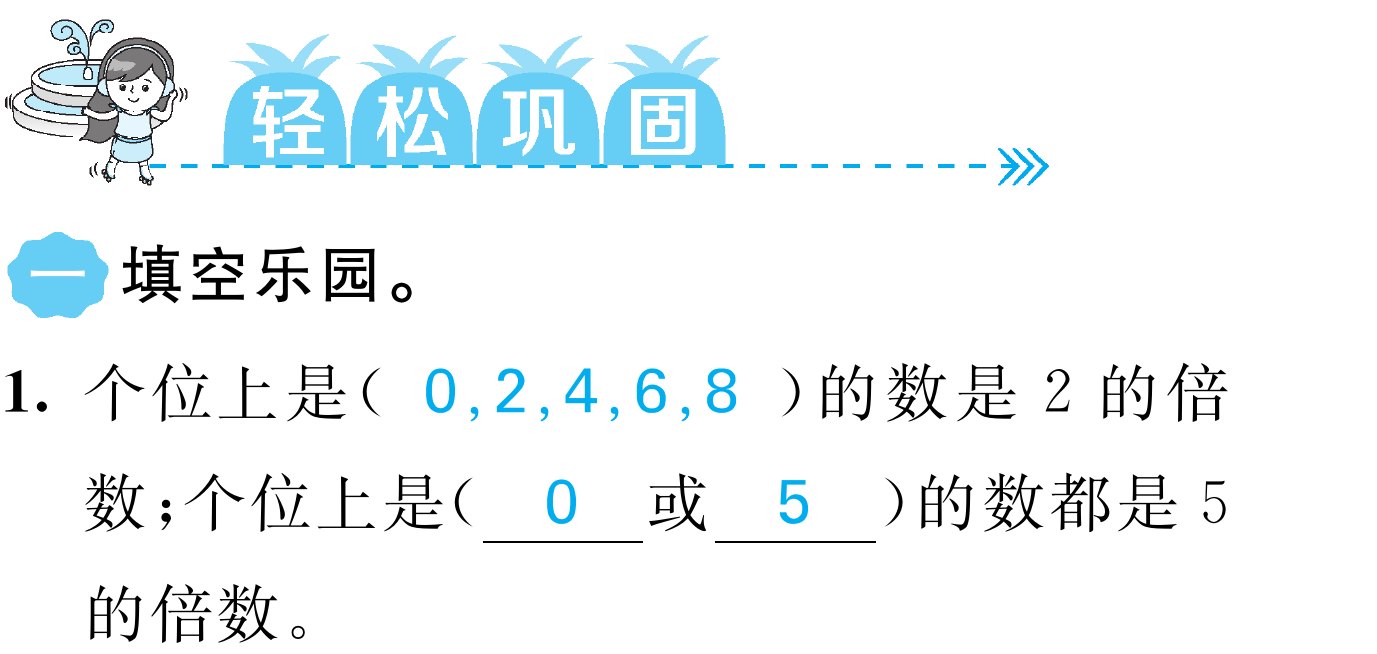 轻松巩固
一 填空乐园。
1. 个位上是( 0,2,4,6,8 )的数是 2 的倍
数;个位上是( 0 或 5 )的数都是 5
的倍数。